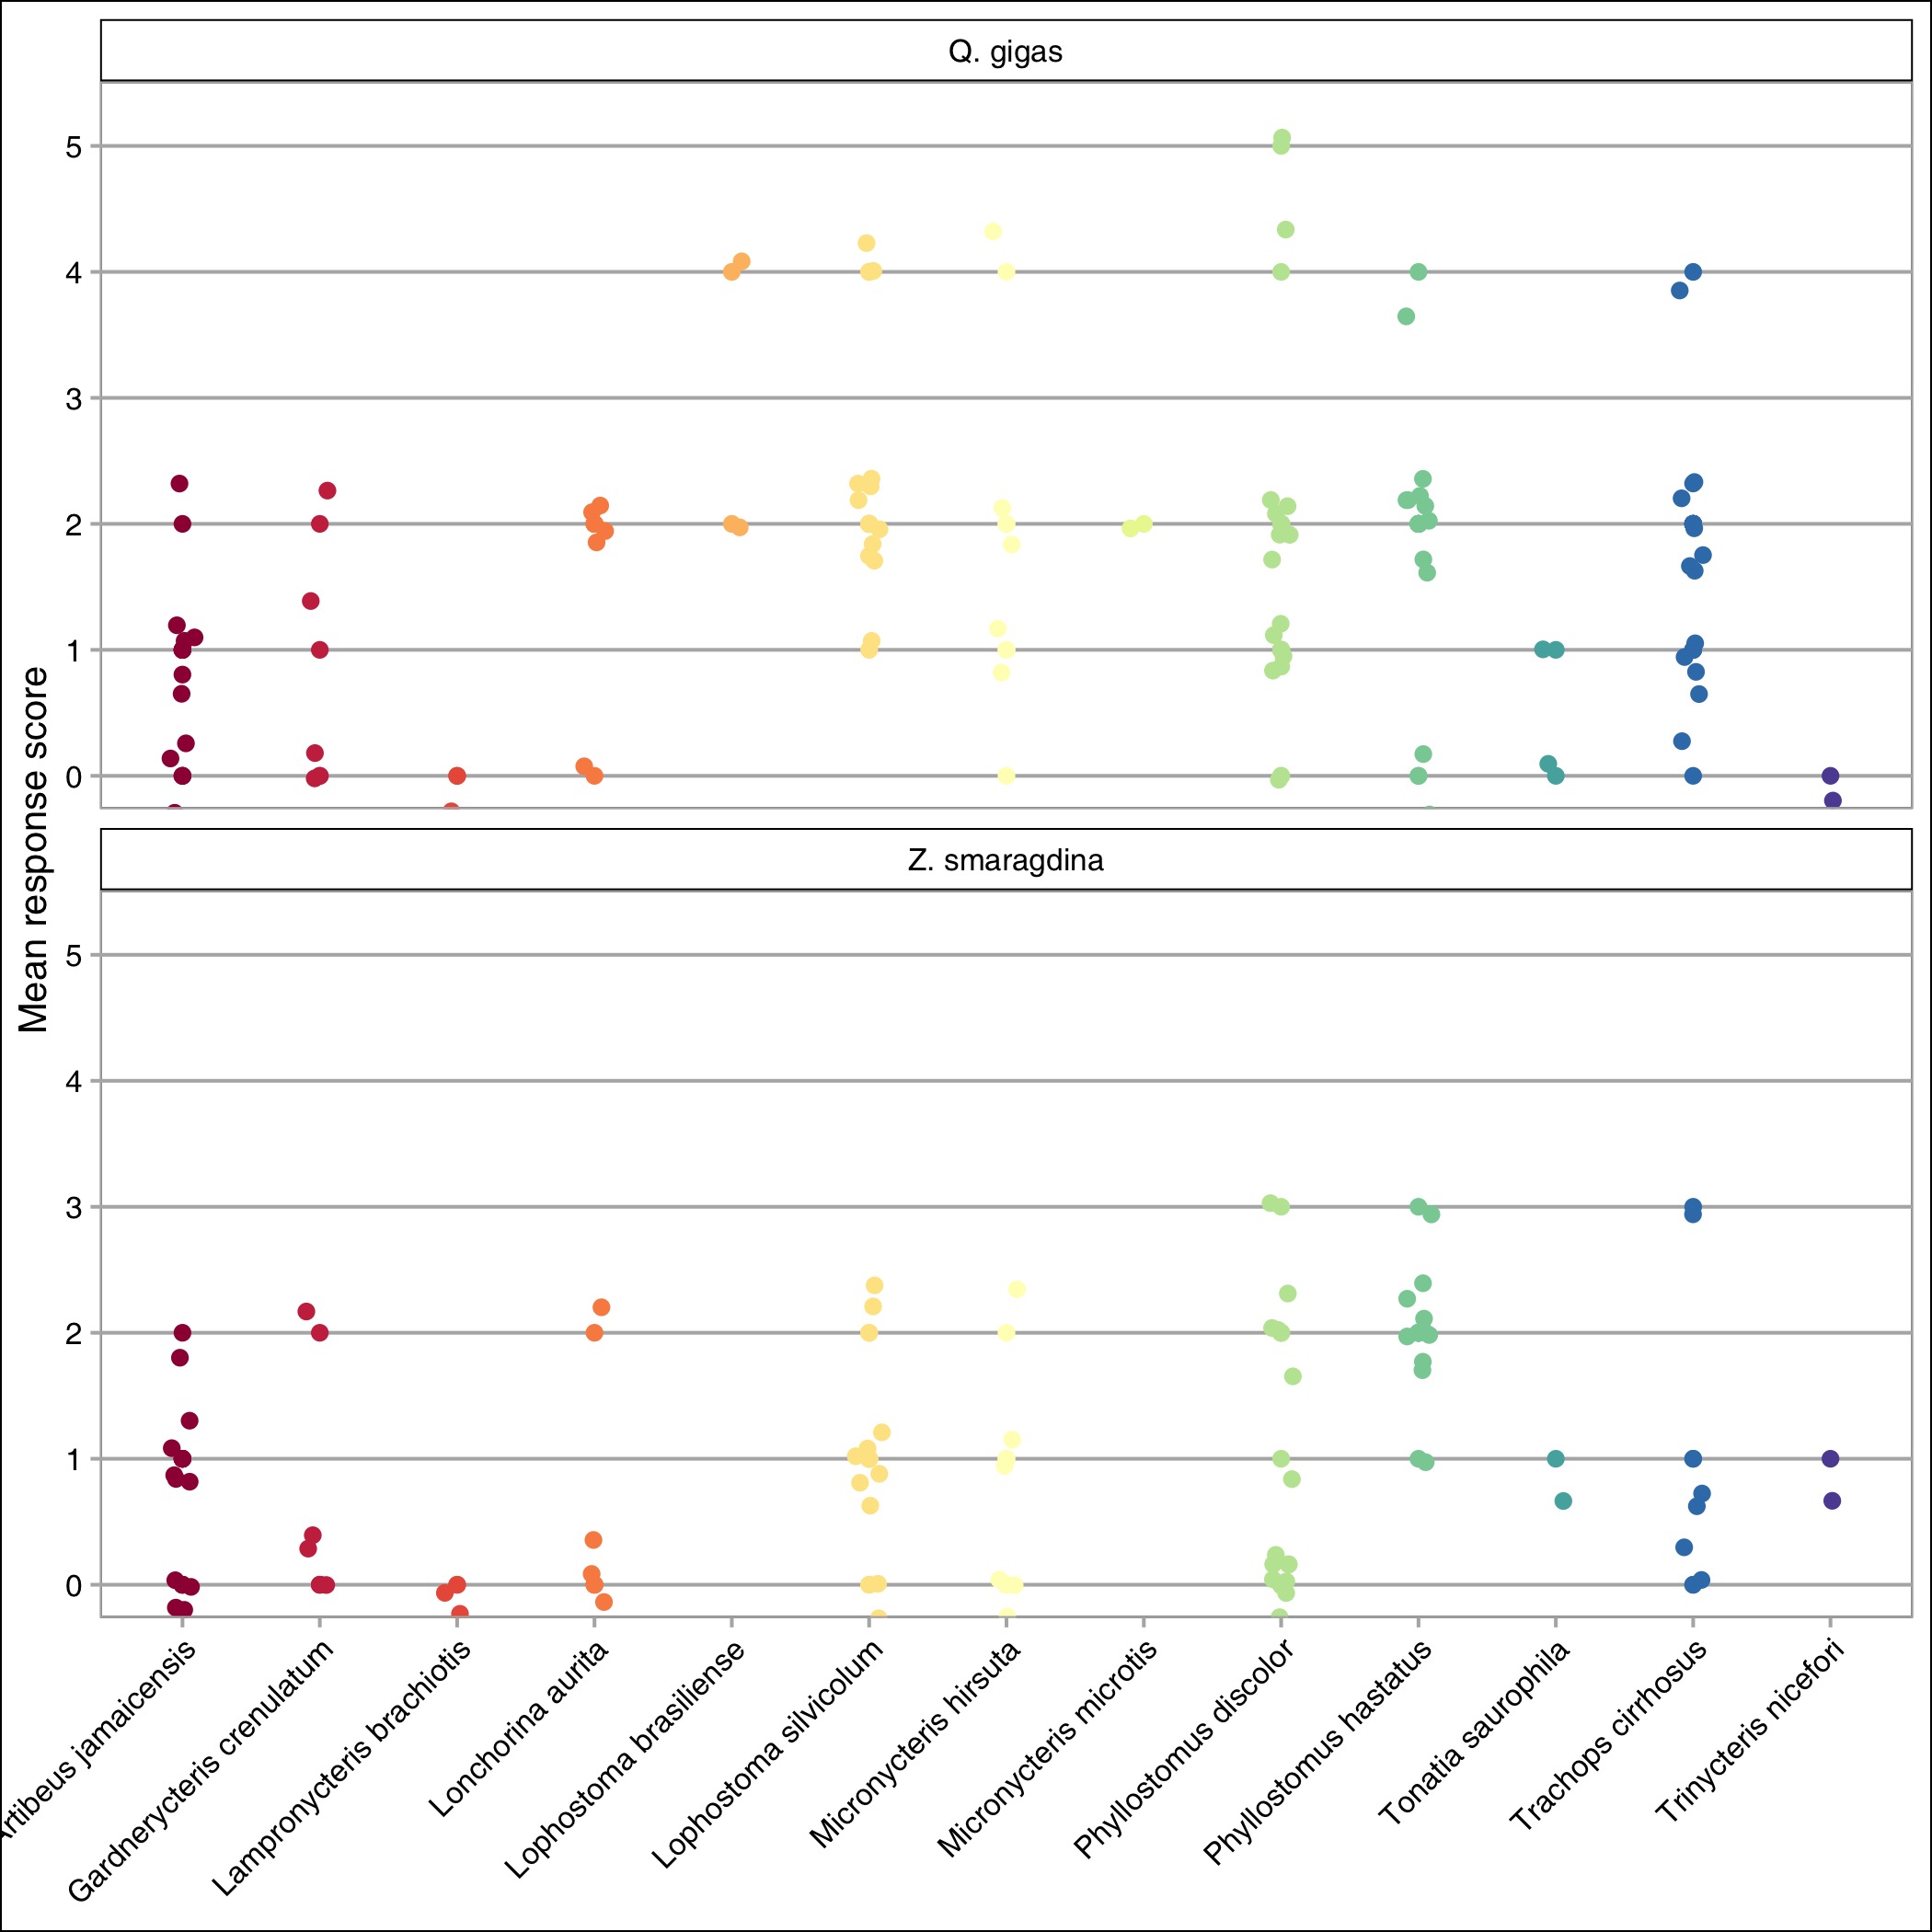 Q. gigas
5
4
3
2
1
0
Mean response score
Z. smaragdina
5
4
3
2
1
0
jamaicensis
Gardnerycteris crenulatum
Lampronycteris brachiotis
Lonchorina aurita
Lophostoma brasiliense
Lophostoma silvicolum
Micronycteris hirsuta
Micronycteris microtis
Phyllostomus discolor
Phyllostomus hastatus
Tonatia saurophila
Trachops cirrhosus
Trinycteris nicefori